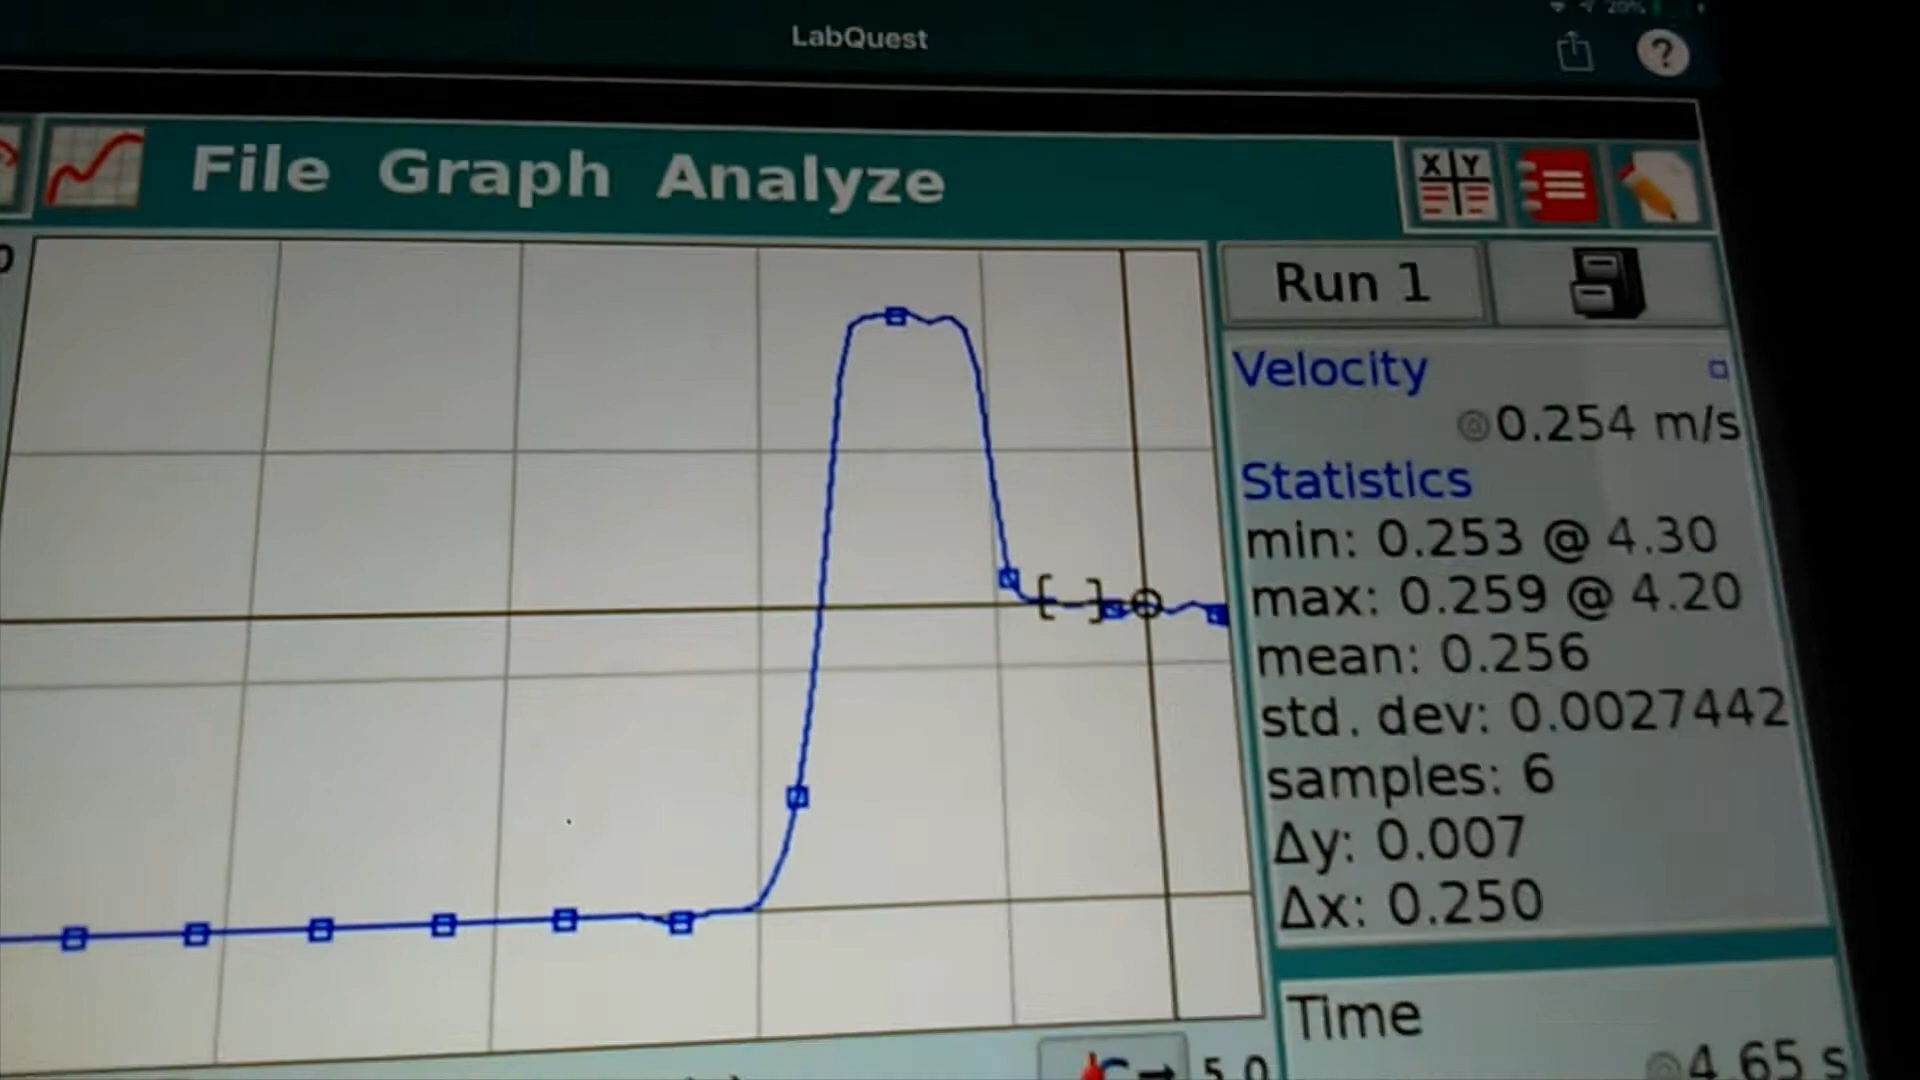 20%
LabQuest
?
File Graph Analyze
X Y
0
Run 1
Velocity
0.254 m/s
Statistics
min: 0.253 @ 4.30
max: 0.259 @ 4.20
mean: 0.256
std. dev: 0.0027442
samples: 6
Δy: 0.007
Δx: 0.250
Time
4.65 s
5.0